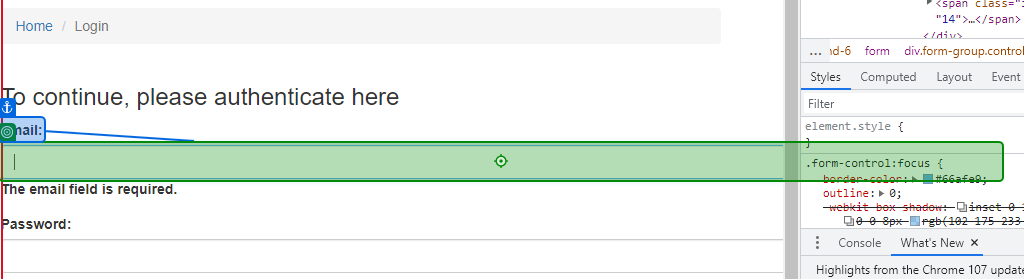 Home / Login
To continue, please authenticate here
mail:
The email field is required.
Password:
<span class=
"14">…</span>
</div>
… nd-6 form div.form-group.contro
Styles Computed Layout Event
Filter
element.style {
}
.form-control:focus {
border-color: #66afe9;
outline: 0;
-webkit-box-shadow: inset 0 1
0 0 8px rgb(102 175 233
Console What's New ×
Highlights from the Chrome 107 update